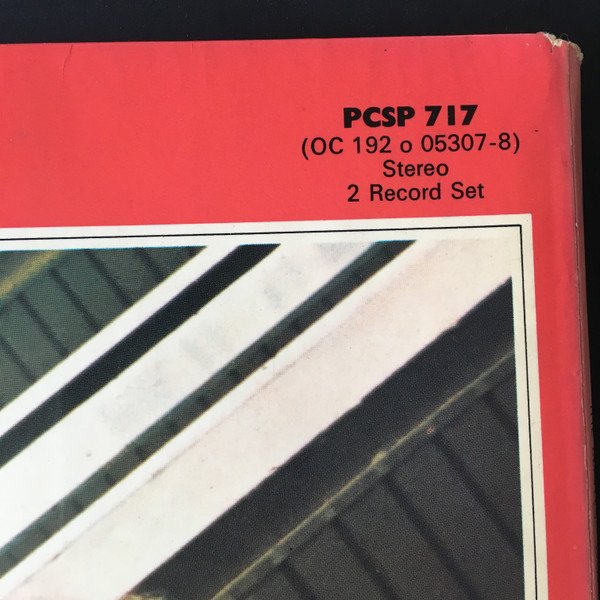 PCSP 717
(OC 192 o 05307-8)
Stereo
2 Record Set